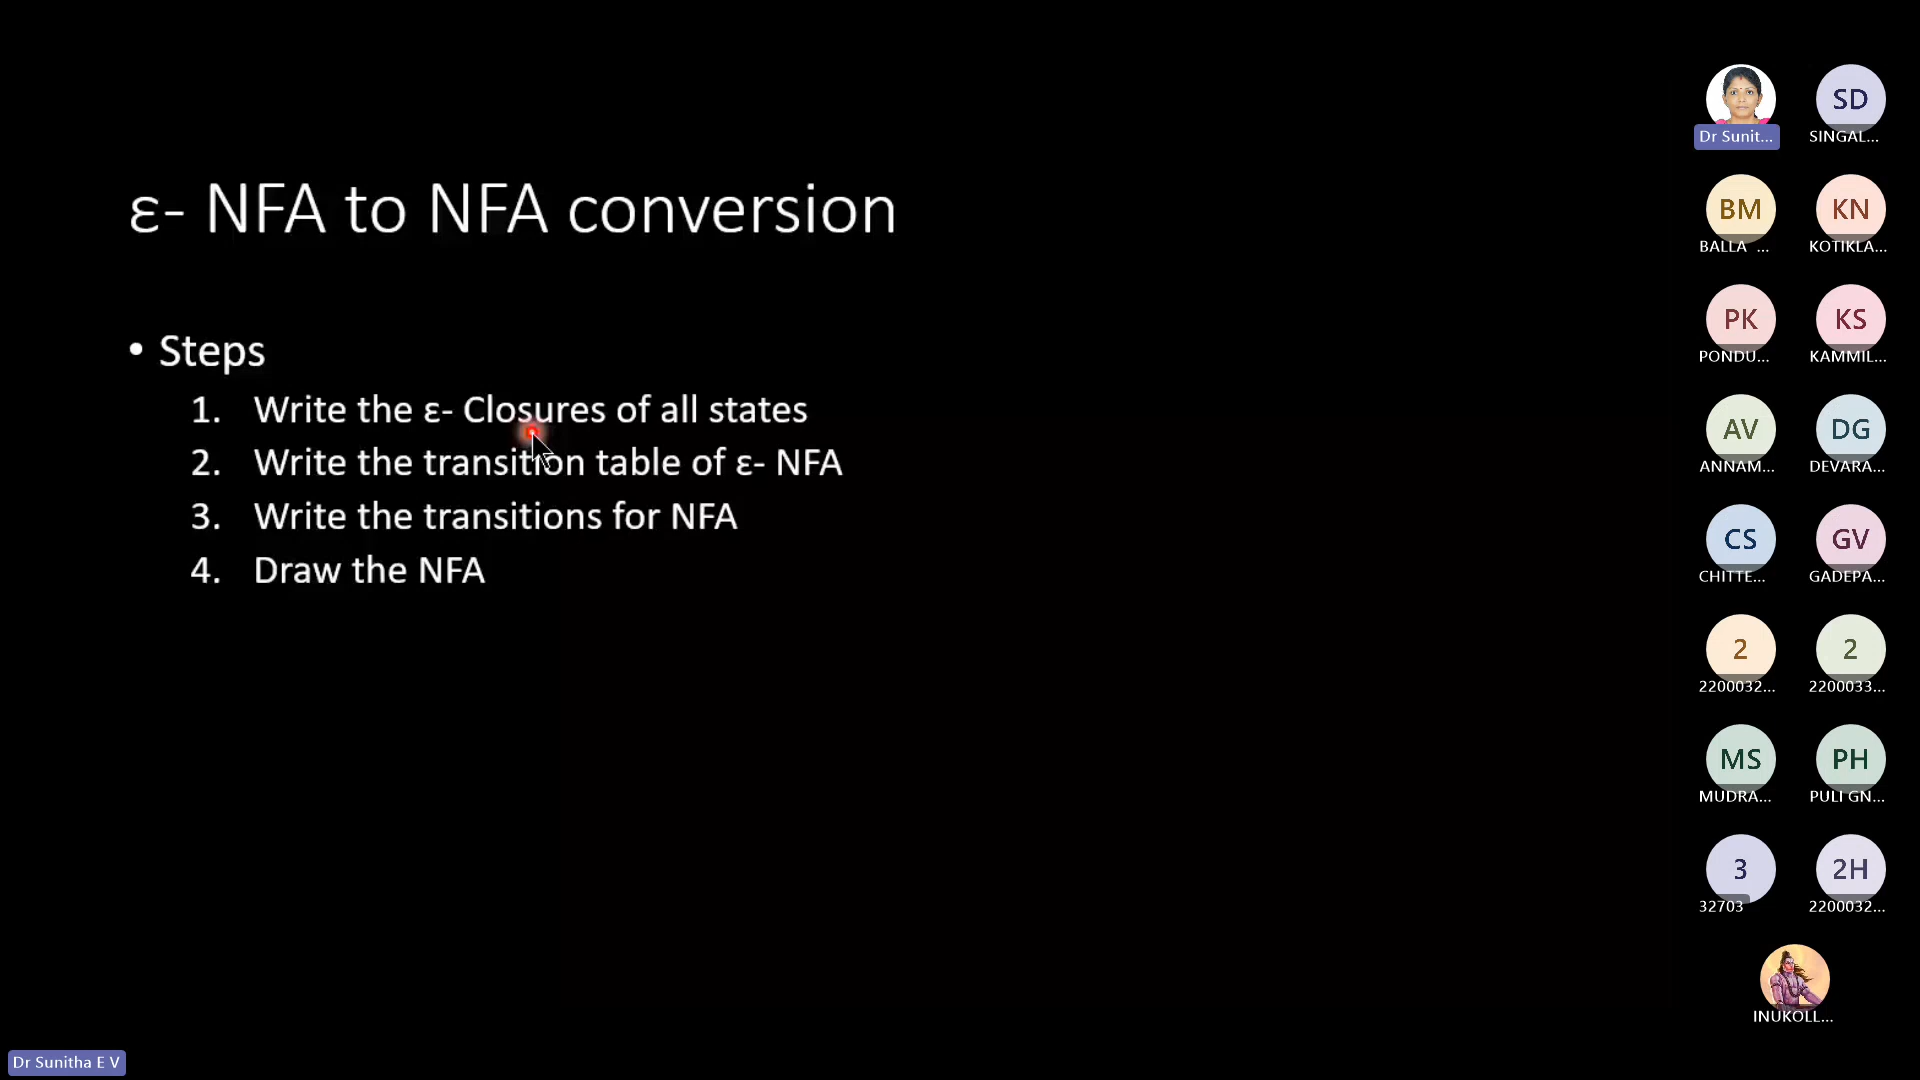 ε- NFA to NFA conversion
• Steps
1. Write the ε- Closures of all states
2. Write the transition table of ε- NFA
3. Write the transitions for NFA
4. Draw the NFA
Dr Sunit...
SD
SINGAL...
BM
BALLA ...
KN
KOTIKLA...
PK
PONDU...
KS
KAMMIL...
AV
ANNAM...
DG
DEVARA...
CS
CHITTE...
GV
GADEPA...
2
2200032...
2
2200033...
MS
MUDRA...
PH
PULI GN...
3
32703
2H
2200032...
INUKOLL...
Dr Sunitha E V